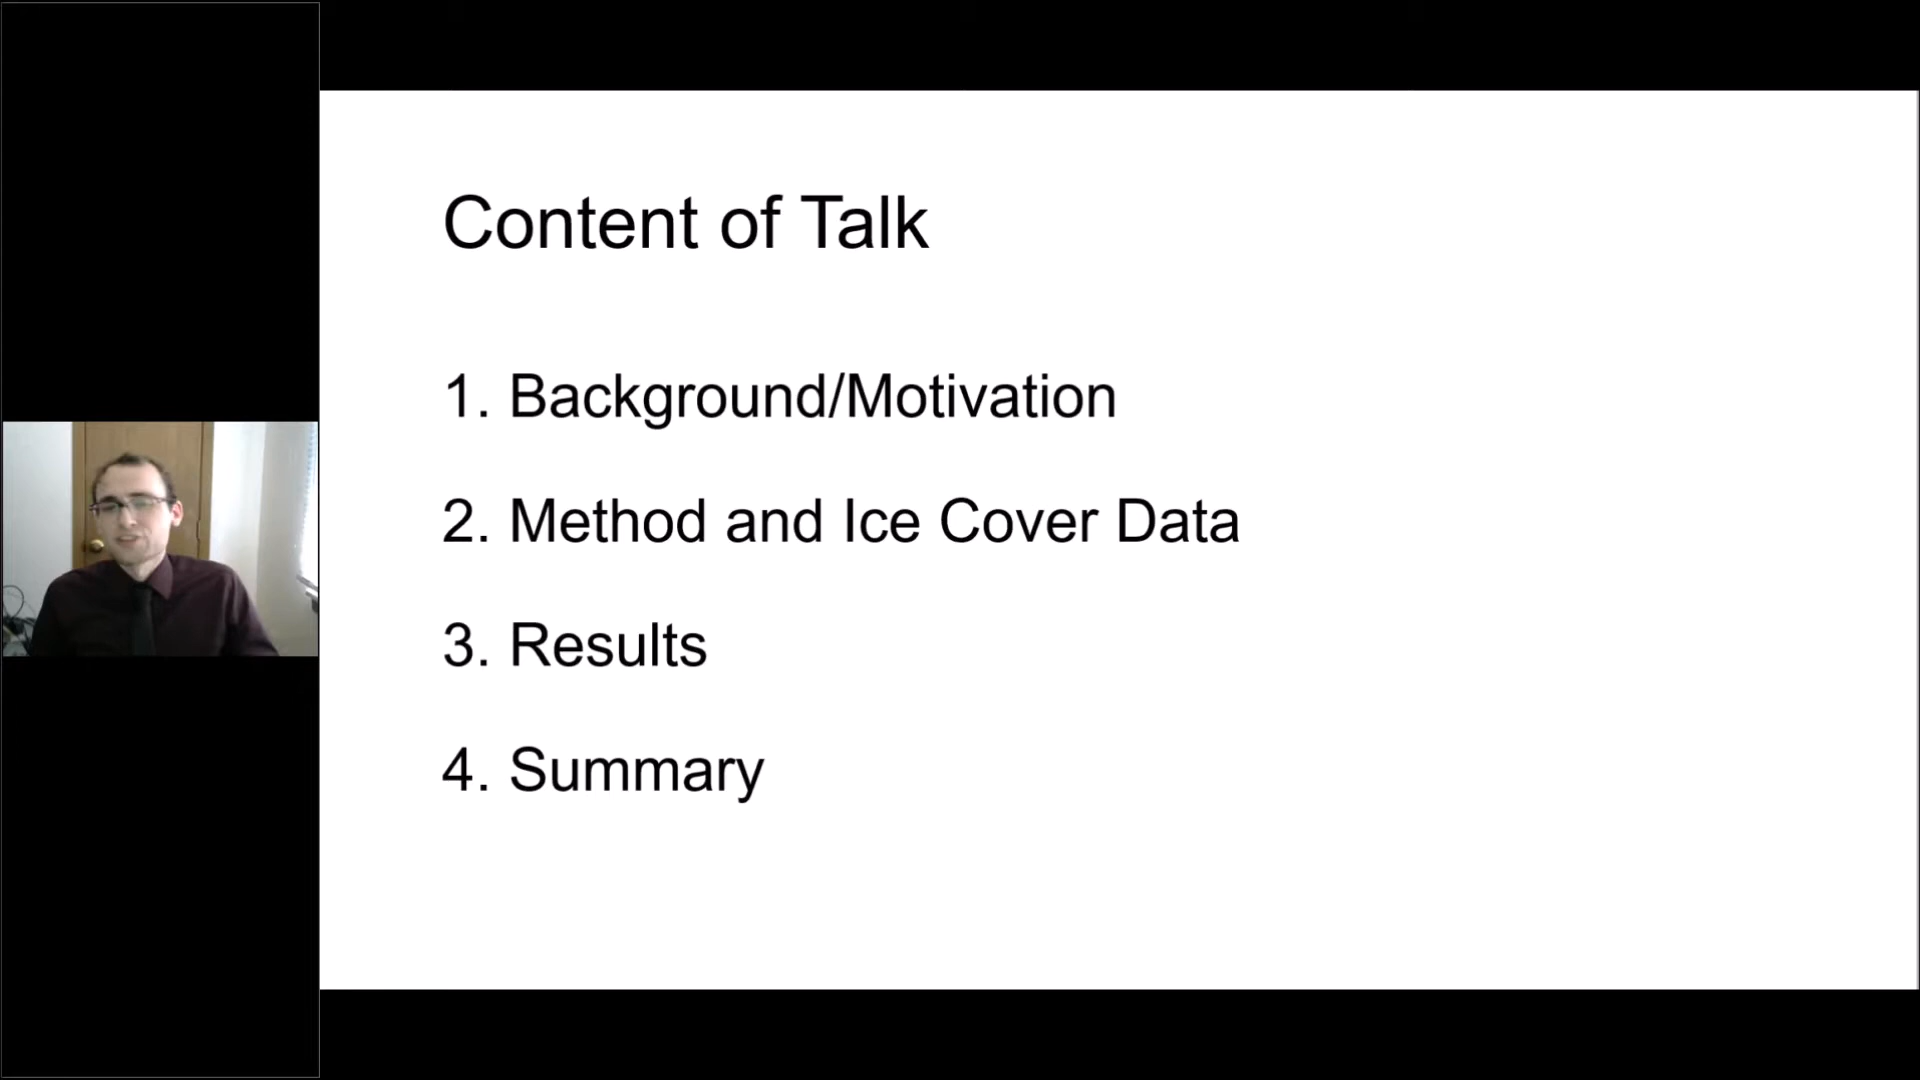 Content of Talk
1. Background/Motivation
2. Method and Ice Cover Data
3. Results
4. Summary